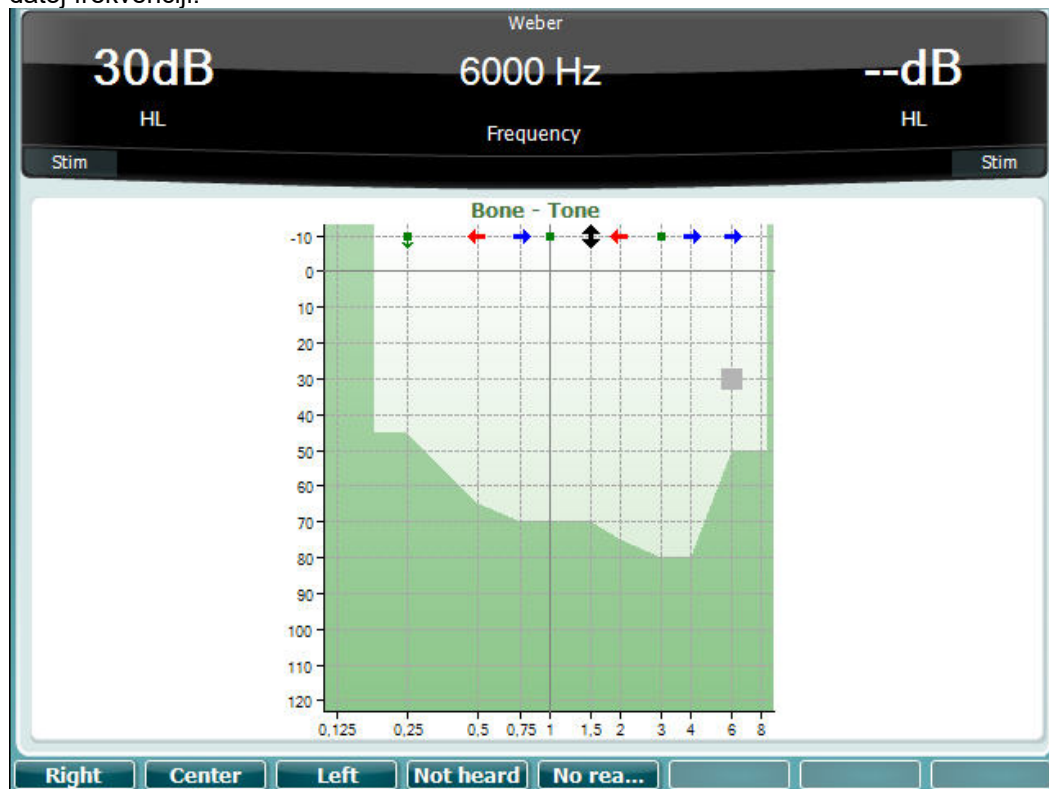 datoj frekvenciji.
Weber
30dB 6000 Hz --dB
HL Frequency HL
Stim Stim
Bone - Tone
-10
0
10
20
30
40
50
60
70
80
90
100
110
120
0,125 0,25 0,5 0,75 1 1,5 2 3 4 6 8
Right Center Left Not heard No rea...